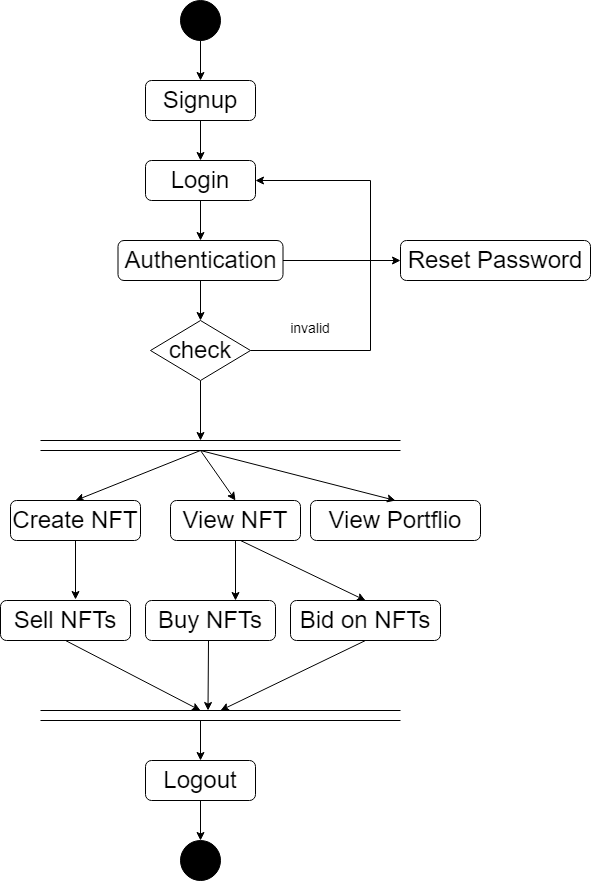 Signup
Login
Authentication
Reset Password
check
invalid
Create NFT
View NFT
View Portflio
Sell NFTs
Buy NFTs
Bid on NFTs
Logout